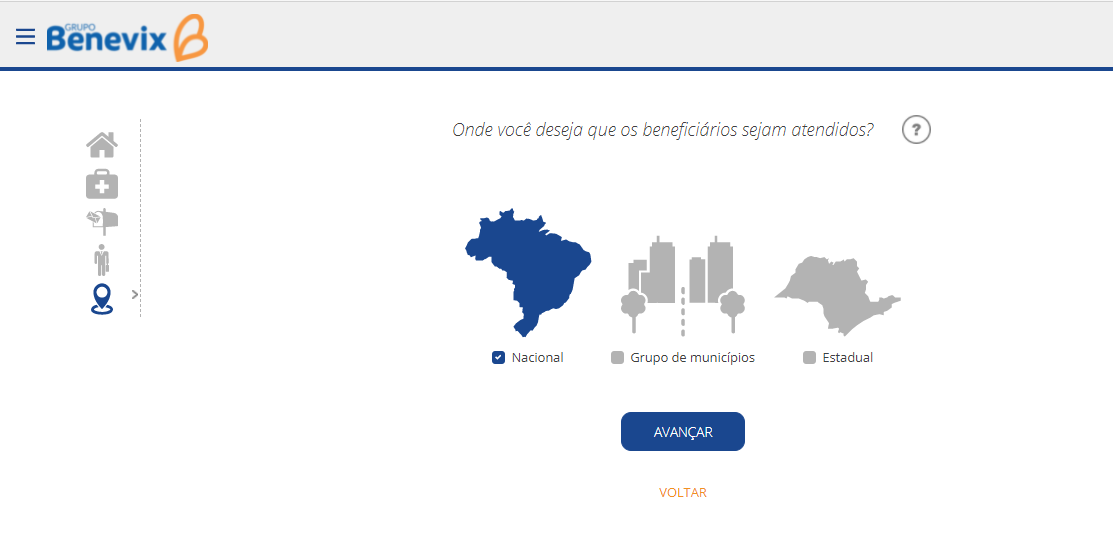 GRUPO
Benevix
Onde você deseja que os beneficiários sejam atendidos?
?
Nacional
Grupo de municípios
Estadual
AVANÇAR
VOLTAR